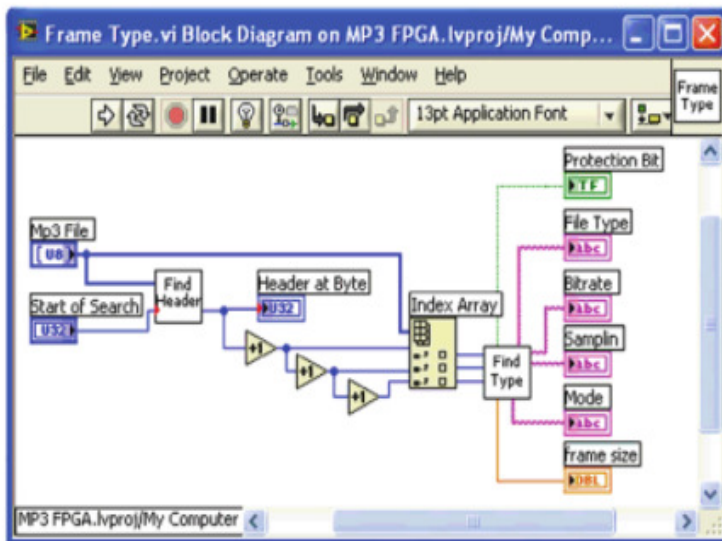 Frame Type.vi Block Diagram on MP3 FPGA.lvproj/My Comp...
File Edit View Project Operate Tools Window Help
13pt Application Font
Frame
Type
Protection Bit
TF
Mp3 File
[U8]
File Type
abc
Find
Header
Header at Byte
U32
Bitrate
abc
Start of Search
U32
Index Array
Samplin
abc
+1
+1
+1
Find
Type
Mode
abc
frame size
DBL
MP3 FPGA.lvproj/My Computer